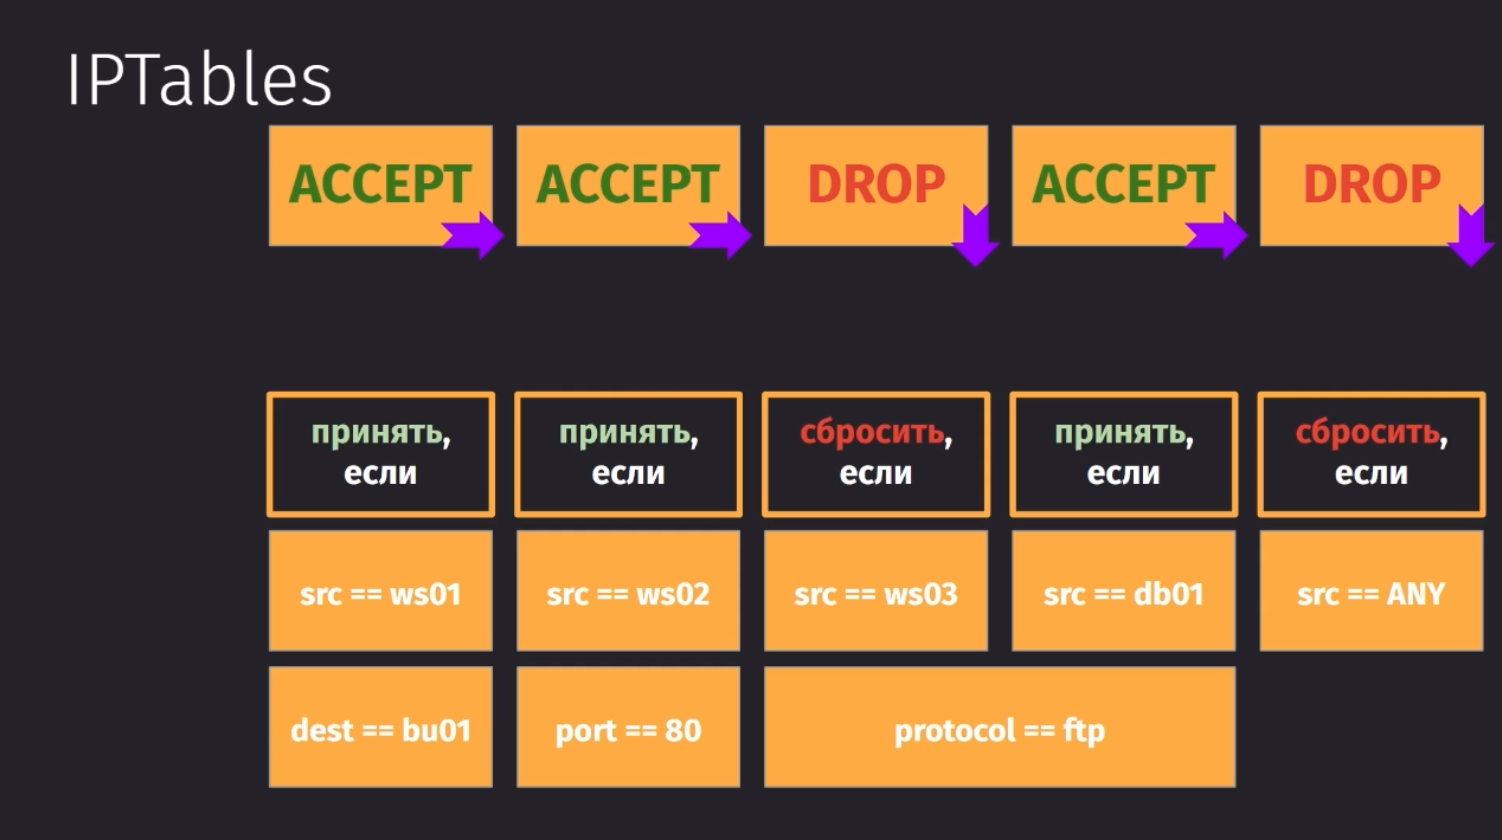 IPTables
ACCEPT
ACCEPT
DROP
ACCEPT
DROP
принять,
если
принять,
если
сбросить,
если
принять,
если
сбросить,
если
src == ws01
src == ws02
src == ws03
src == db01
src == ANY
dest == bu01
port == 80
protocol == ftp